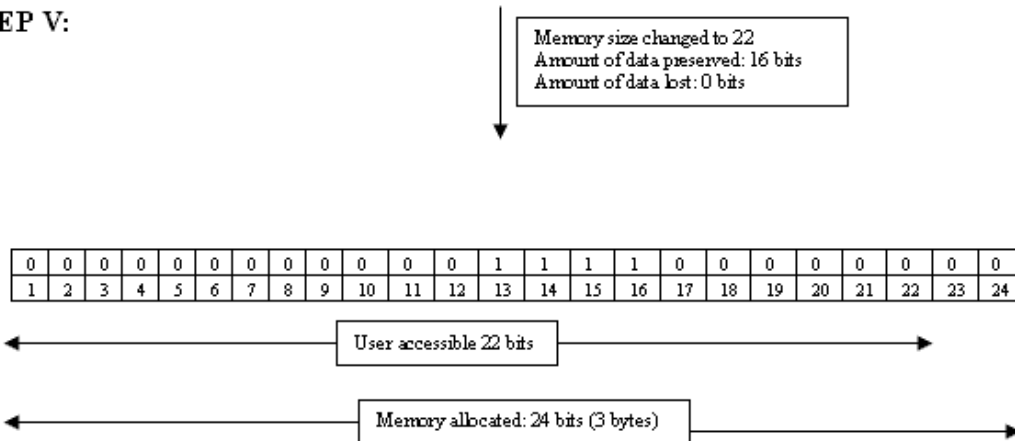 EP V:
Memory size changed to 22
Amount of data preserved: 16 bits
Amount of data lost: 0 bits
0 0 0 0 0 0 0 0 0 0 0 0 1 1 1 1 0 0 0 0 0 0 0 0
1 2 3 4 5 6 7 8 9 10 11 12 13 14 15 16 17 18 19 20 21 22 23 24
User accessible 22 bits
Memory allocated: 24 bits (3 bytes)